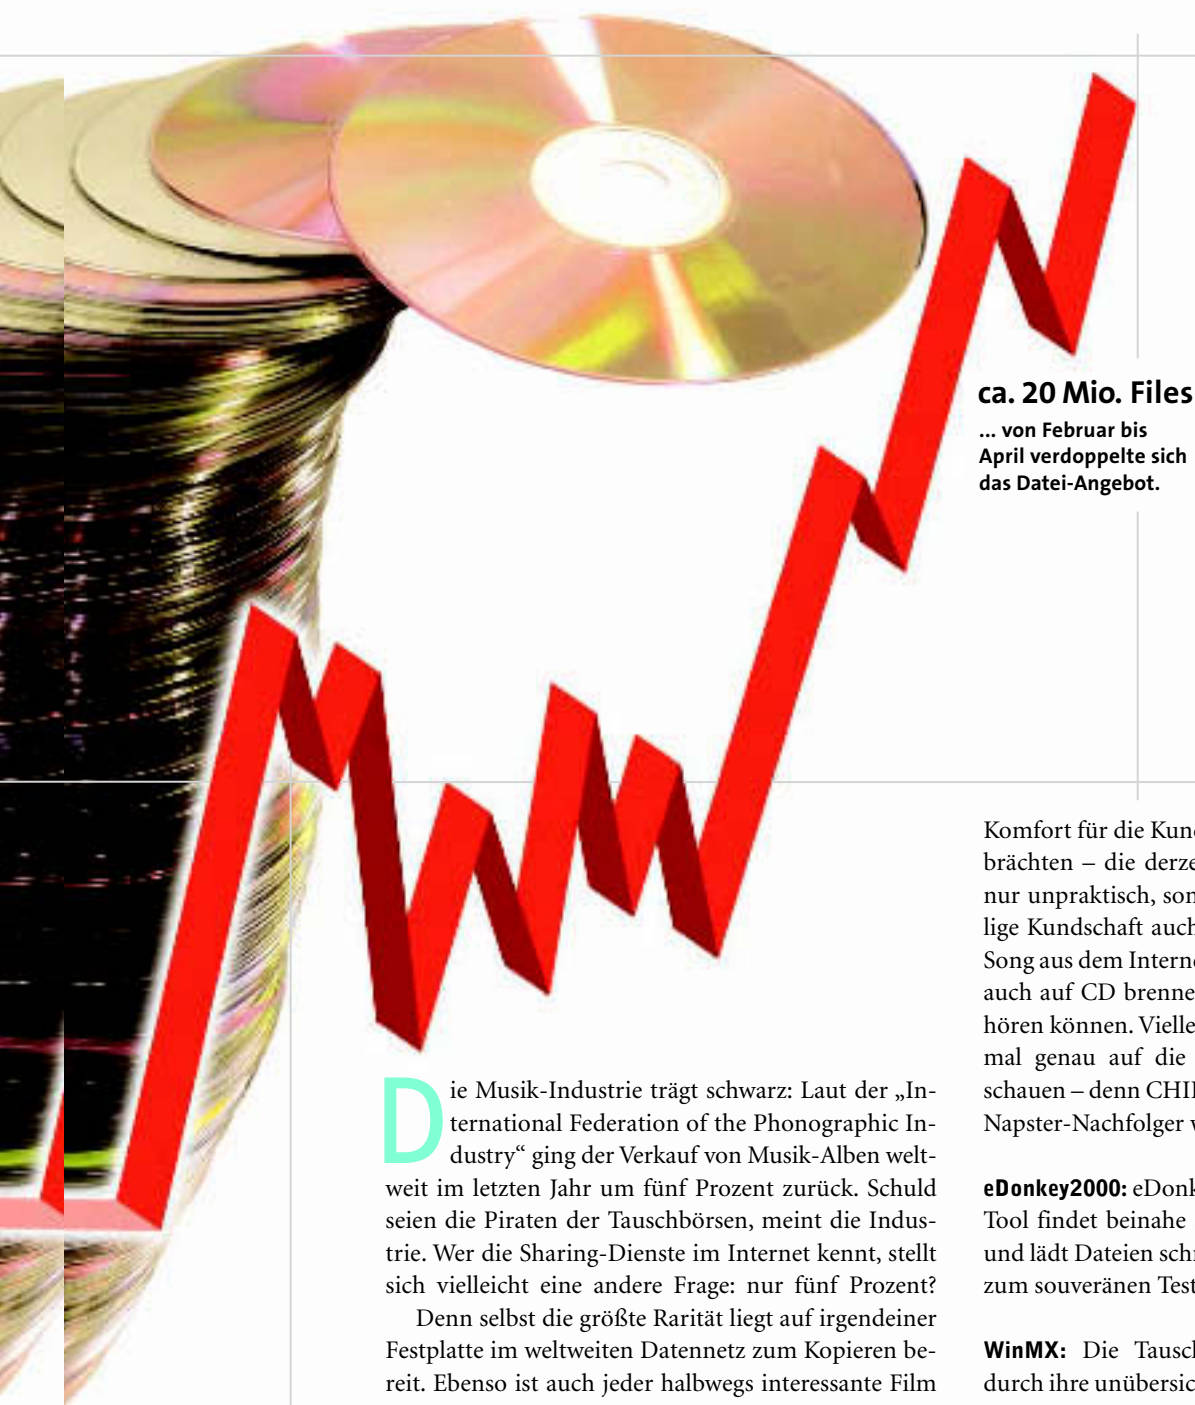 ca. 20 Mio. Files
... von Februar bis
April verdoppelte sich
das Datei-Angebot.
Die Musik-Industrie trägt schwarz: Laut der „In-
ternational Federation of the Phonographic In-
dustry“ ging der Verkauf von Musik-Alben welt-
weit im letzten Jahr um fünf Prozent zurück. Schuld
seien die Piraten der Tauschbörsen, meint die Indus-
trie. Wer die Sharing-Dienste im Internet kennt, stellt
sich vielleicht eine andere Frage: nur fünf Prozent?
Denn selbst die größte Rarität liegt auf irgendeiner
Festplatte im weltweiten Datennetz zum Kopieren be-
reit. Ebenso ist auch jeder halbwegs interessante Film
Komfort für die
brächten – die
nur unpraktisch,
lige Kundschaft auch
Song aus dem
auch auf CD
hören können.
mal genau auf die
schauen – denn
Napster-Nachfolger
eDonkey2000:
Tool findet beinahe
und lädt Dateien
zum souveränen
WinMX: Die
durch ihre